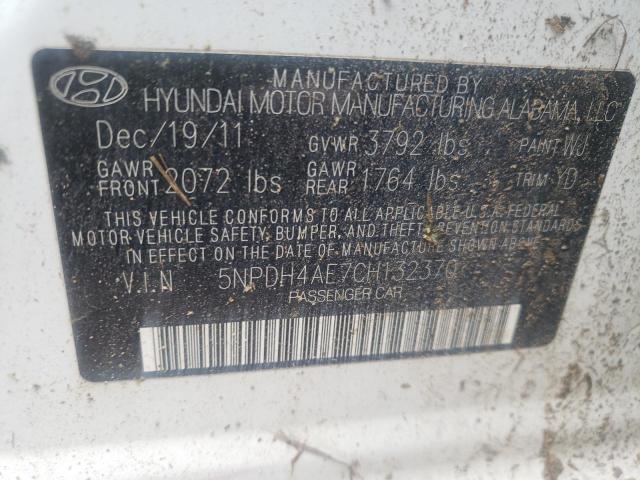 MANUFACTURED BY
HYUNDAI MOTOR MANUFACTURING ALABAMA, LLC
Dec/19/11 GVWR 3792 lbs PAINT WJ
GAWR FRONT 2072 lbs GAWR REAR 1764 lbs TRIM YD
THIS VEHICLE CONFORMS TO ALL APPLICABLE U.S.A. FEDERAL
MOTOR VEHICLE SAFETY, BUMPER, AND THEFT PREVENTION STANDARDS
IN EFFECT ON THE DATE OF MANUFACTURE SHOWN ABOVE.
V.I.N 5NPDH4AE7CH132370
PASSENGER CAR